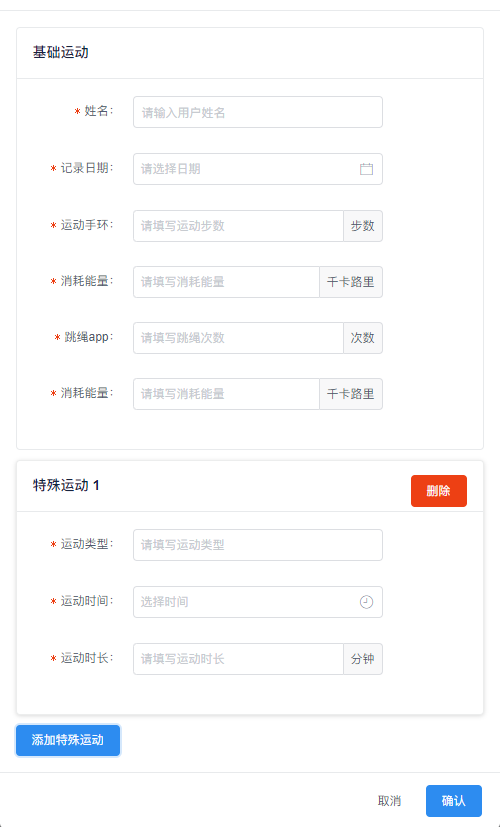 基础运动
* 姓名: 请输入用户姓名
* 记录日期: 请选择日期
* 运动手环: 请填写运动步数 步数
* 消耗能量: 请填写消耗能量 千卡路里
* 跳绳app: 请填写跳绳次数 次数
* 消耗能量: 请填写消耗能量 千卡路里
特殊运动 1 删除
* 运动类型: 请填写运动类型
* 运动时间: 选择时间
* 运动时长: 请填写运动时长 分钟
添加特殊运动
取消 确认